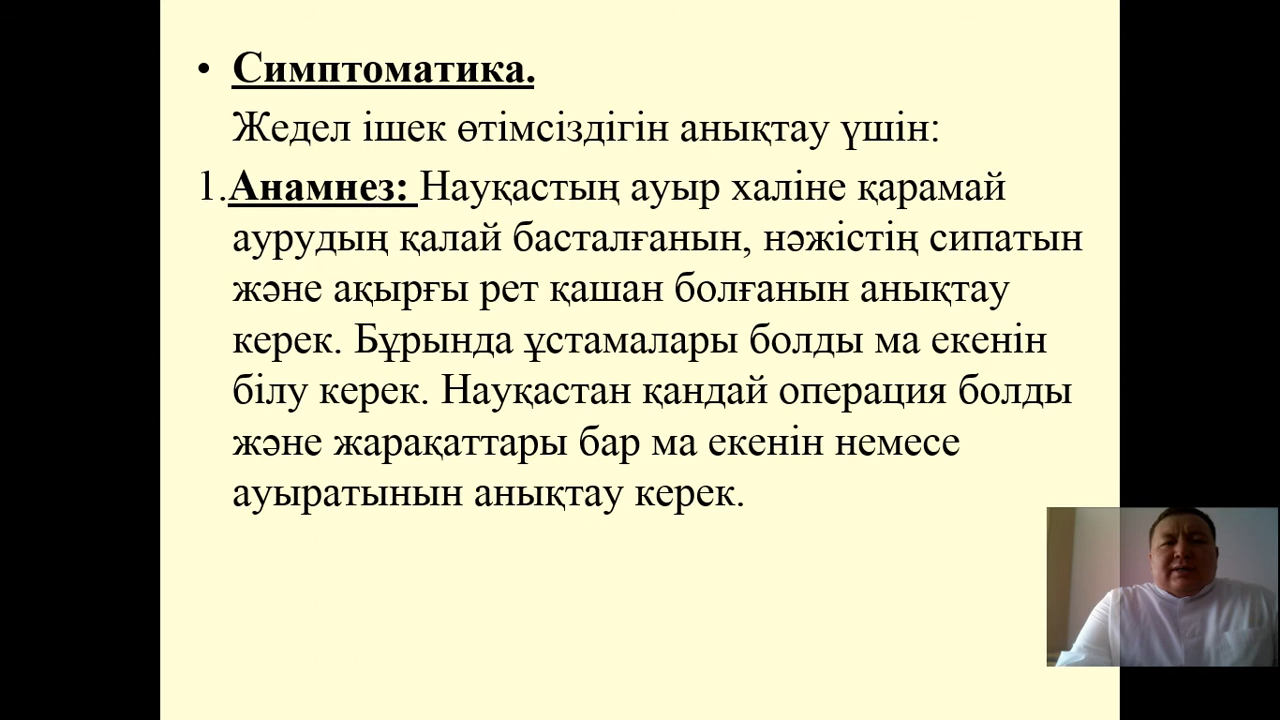 • Симптоматика.
Жедел ішек өтімсіздігін анықтау үшін:
1.Анамнез: Науқастың ауыр халіне қарамай
аурудың қалай басталғанын, нәжістің сипатын
және ақырғы рет қашан болғанын анықтау
керек. Бұрында ұстамалары болды ма екенін
білу керек. Науқастан қандай операция болды
және жарақаттары бар ма екенін немесе
ауыратынын анықтау керек.